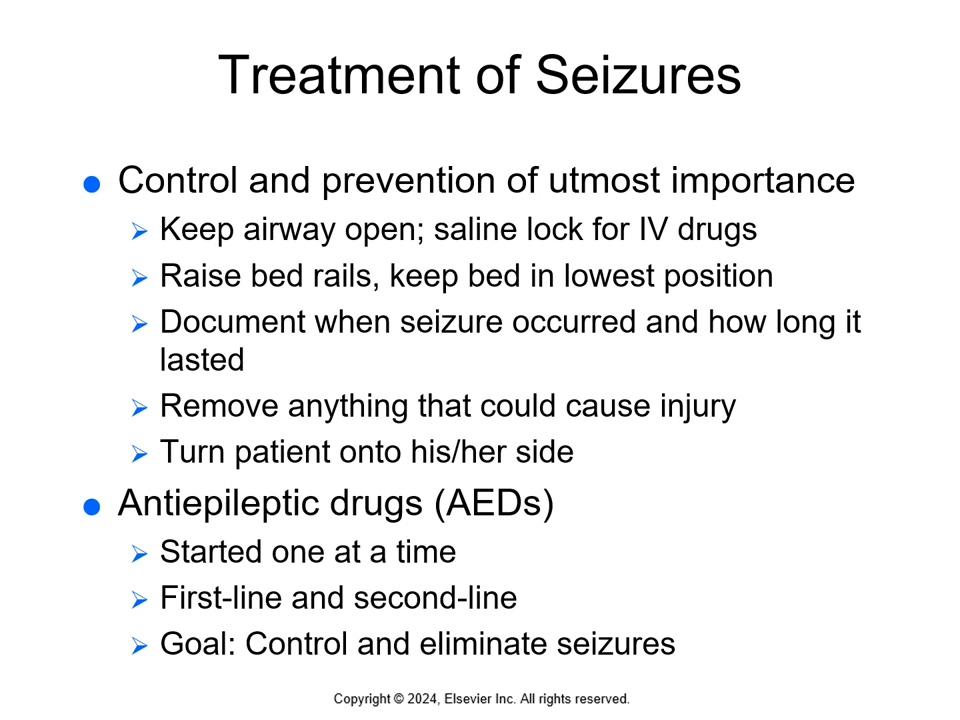 Treatment of Seizures
Control and prevention of utmost importance
Keep airway open; saline lock for IV drugs
Raise bed rails, keep bed in lowest position
Document when seizure occurred and how long it
lasted
Remove anything that could cause injury
Turn patient onto his/her side
Antiepileptic drugs (AEDs)
Started one at a time
First-line and second-line
Goal: Control and eliminate seizures
Copyright © 2024, Elsevier Inc. All rights reserved.